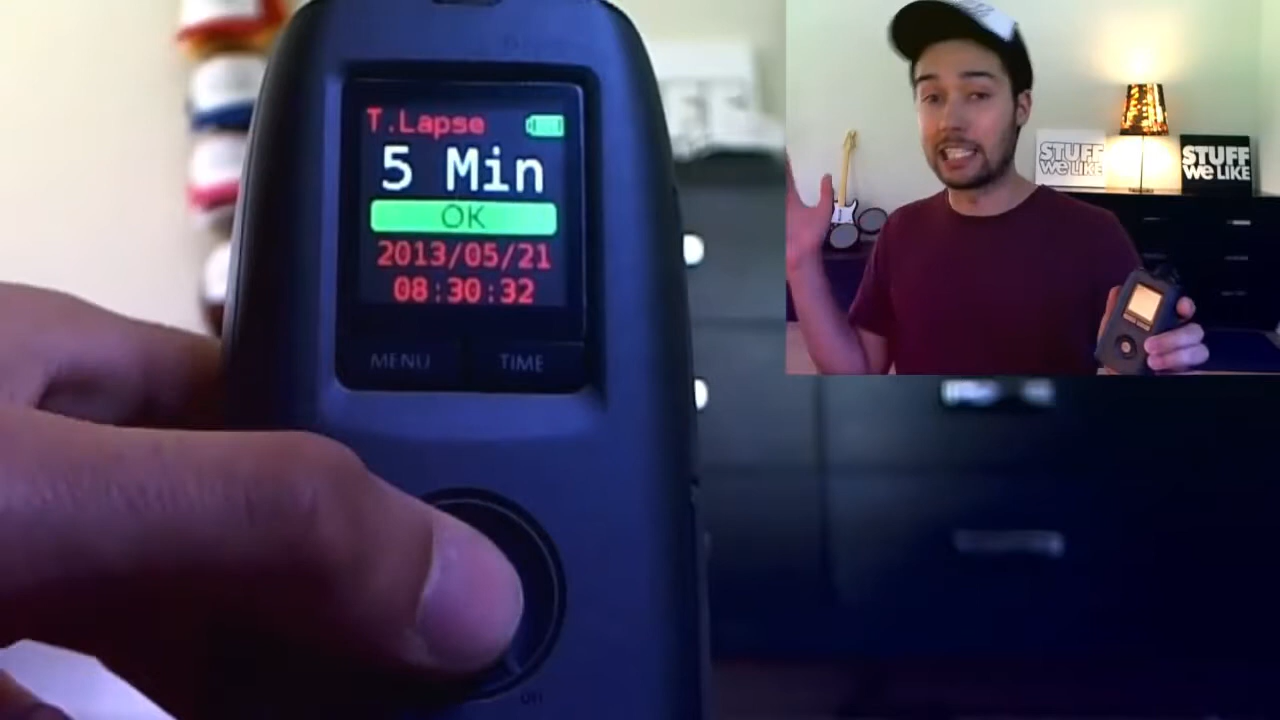 T.Lapse
5 Min
OK
2013/05/21
08:30:32
MENU TIME
STUFF
We LIKE
STUFF
We LIKE